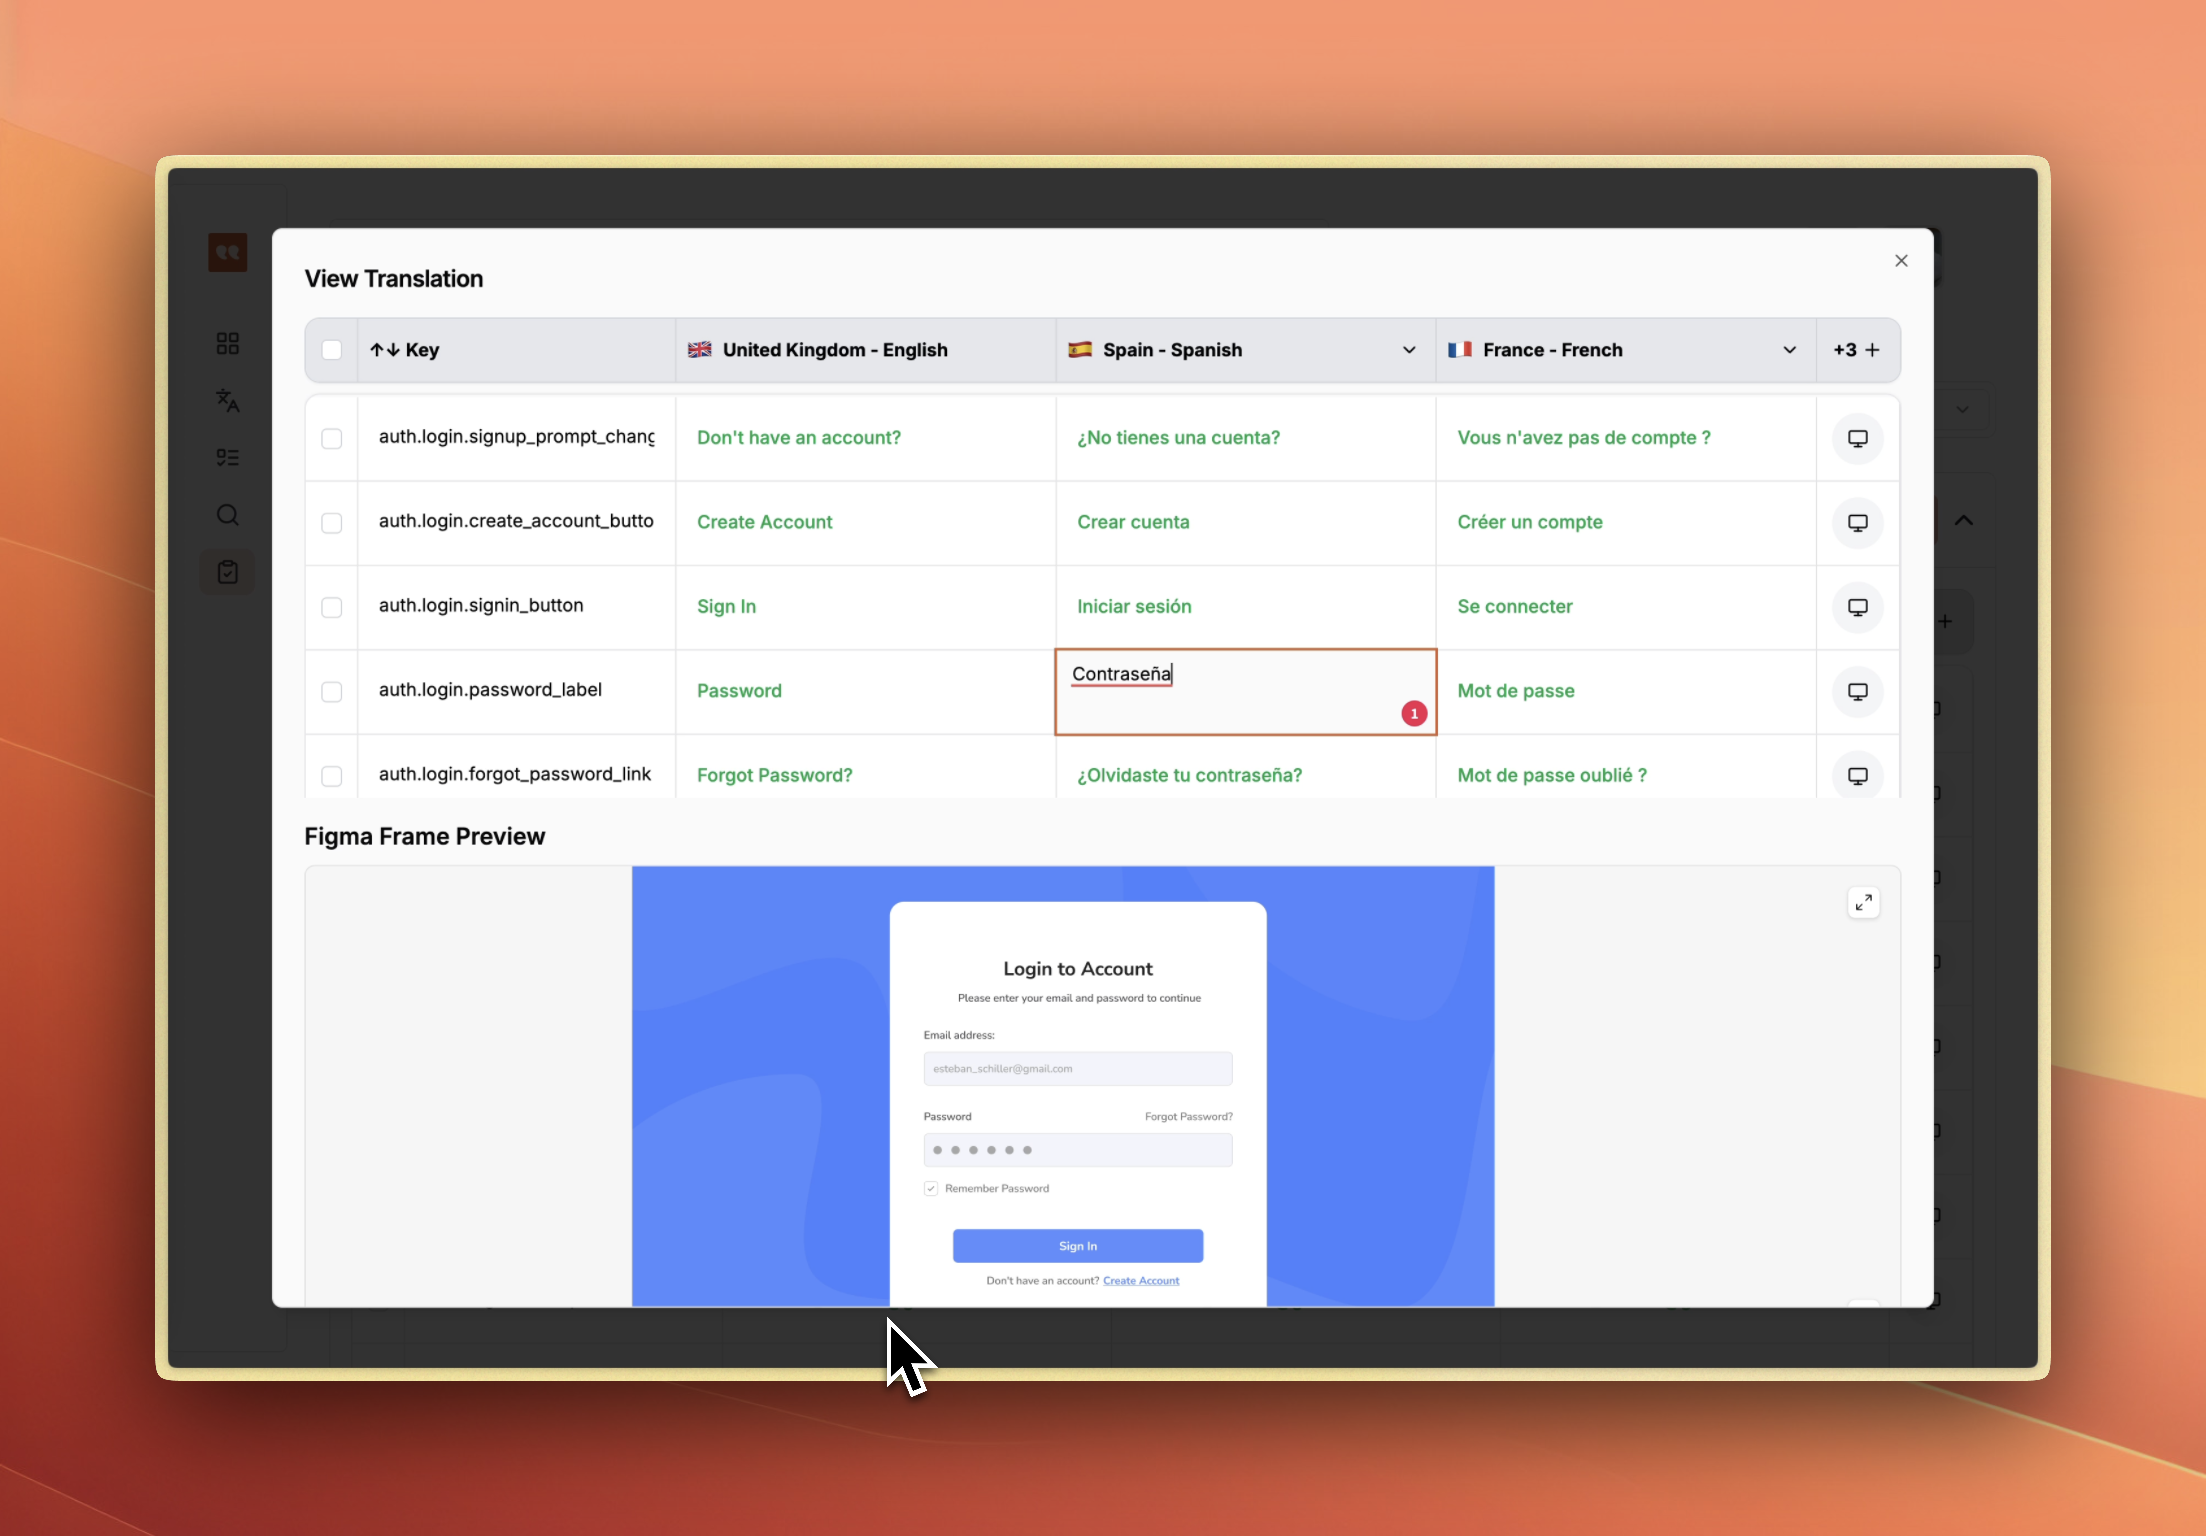 View Translation
Key
United Kingdom - English
Spain - Spanish
France - French
+3
auth.login.signup_prompt_chang
Don't have an account?
¿No tienes una cuenta?
Vous n'avez pas de compte ?
auth.login.create_account_butto
Create Account
Crear cuenta
Créer un compte
auth.login.signin_button
Sign In
Iniciar sesión
Se connecter
auth.login.password_label
Password
Contraseña
1
Mot de passe
auth.login.forgot_password_link
Forgot Password?
¿Olvidaste tu contraseña?
Mot de passe oublié ?
Figma Frame Preview
Login to Account
Please enter your email and password to continue
Email address:
esteban_schiller@gmail.com
Password
Forgot Password?
Remember Password
Sign In
Don't have an account? Create Account